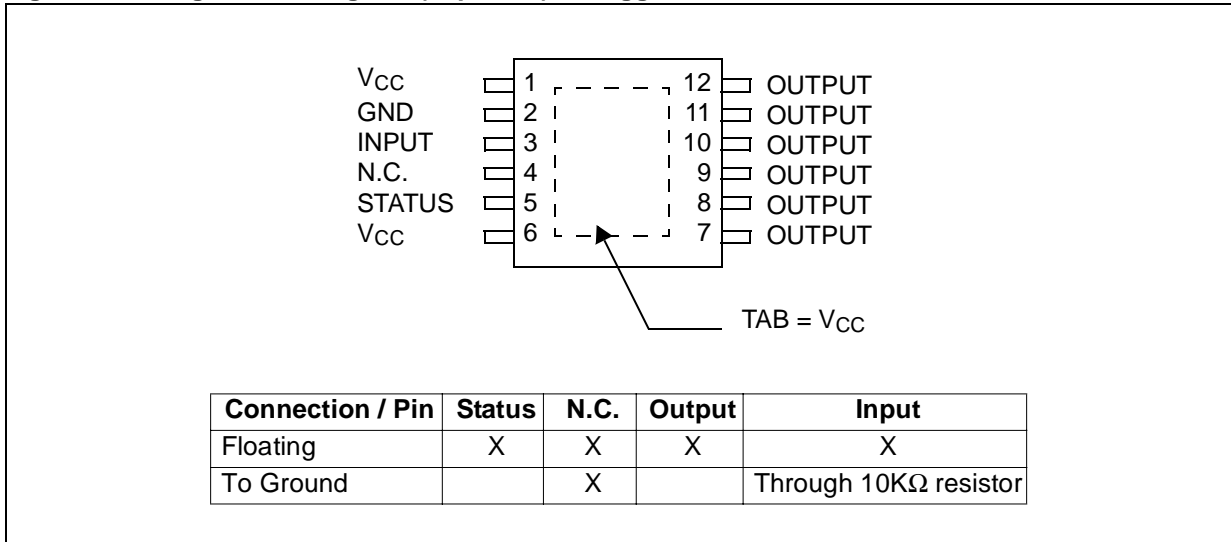 VCC 1 12 OUTPUT
GND 2 11 OUTPUT
INPUT 3 10 OUTPUT
N.C. 4 9 OUTPUT
STATUS 5 8 OUTPUT
VCC 6 7 OUTPUT
TAB = VCC
Connection / Pin Status N.C. Output Input
Floating X X X X
To Ground X Through 10KΩ resistor